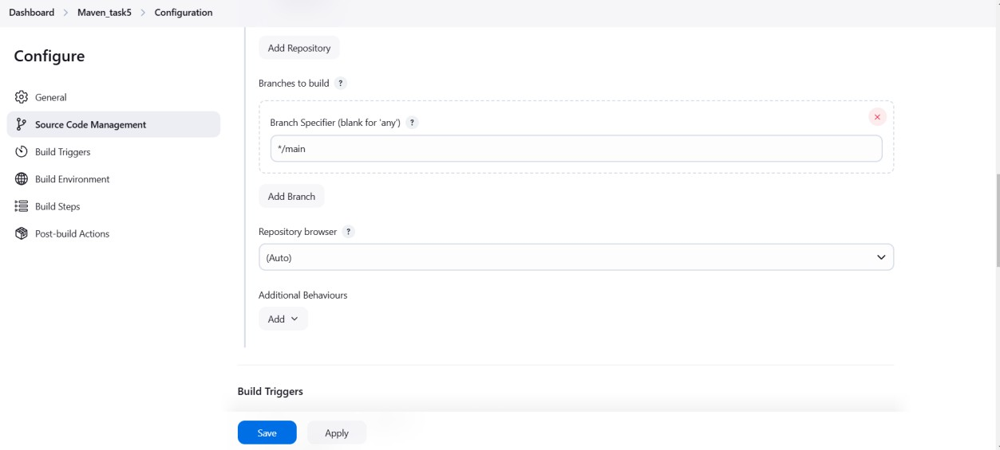 Dashboard > Maven_task5 > Configuration
Configure
General
Source Code Management
Build Triggers
Build Environment
Build Steps
Post-build Actions
Add Repository
Branches to build ?
Branch Specifier (blank for 'any') ?
*/main
Add Branch
Repository browser ?
(Auto)
Additional Behaviours
Add
Build Triggers
Save Apply